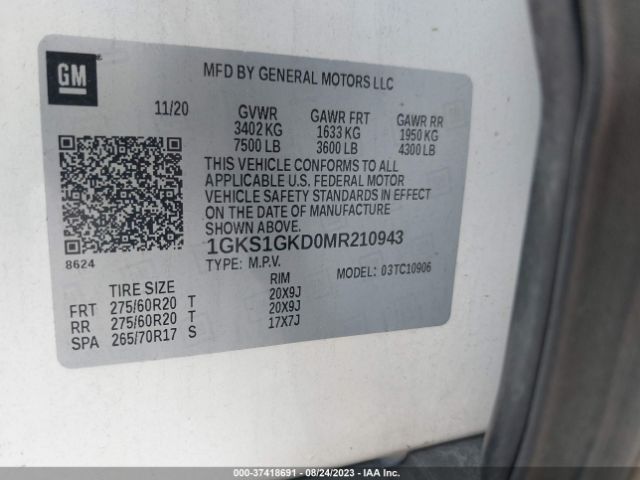 GM
MFD BY GENERAL MOTORS LLC
11/20 GVWR GAWR FRT GAWR RR
3402 KG 1633 KG 1950 KG
7500 LB 3600 LB 4300 LB
THIS VEHICLE CONFORMS TO ALL
APPLICABLE U.S. FEDERAL MOTOR
VEHICLE SAFETY STANDARDS IN EFFECT
ON THE DATE OF MANUFACTURE
SHOWN ABOVE.
1GKS1GKD0MR210943
8624 TYPE: M.P.V. MODEL: 03TC10906
TIRE SIZE RIM
FRT 275/60R20 T 20X9J
RR 275/60R20 T 20X9J
SPA 265/70R17 S 17X7J
000-37418691 - 08/24/2023 - IAA Inc.